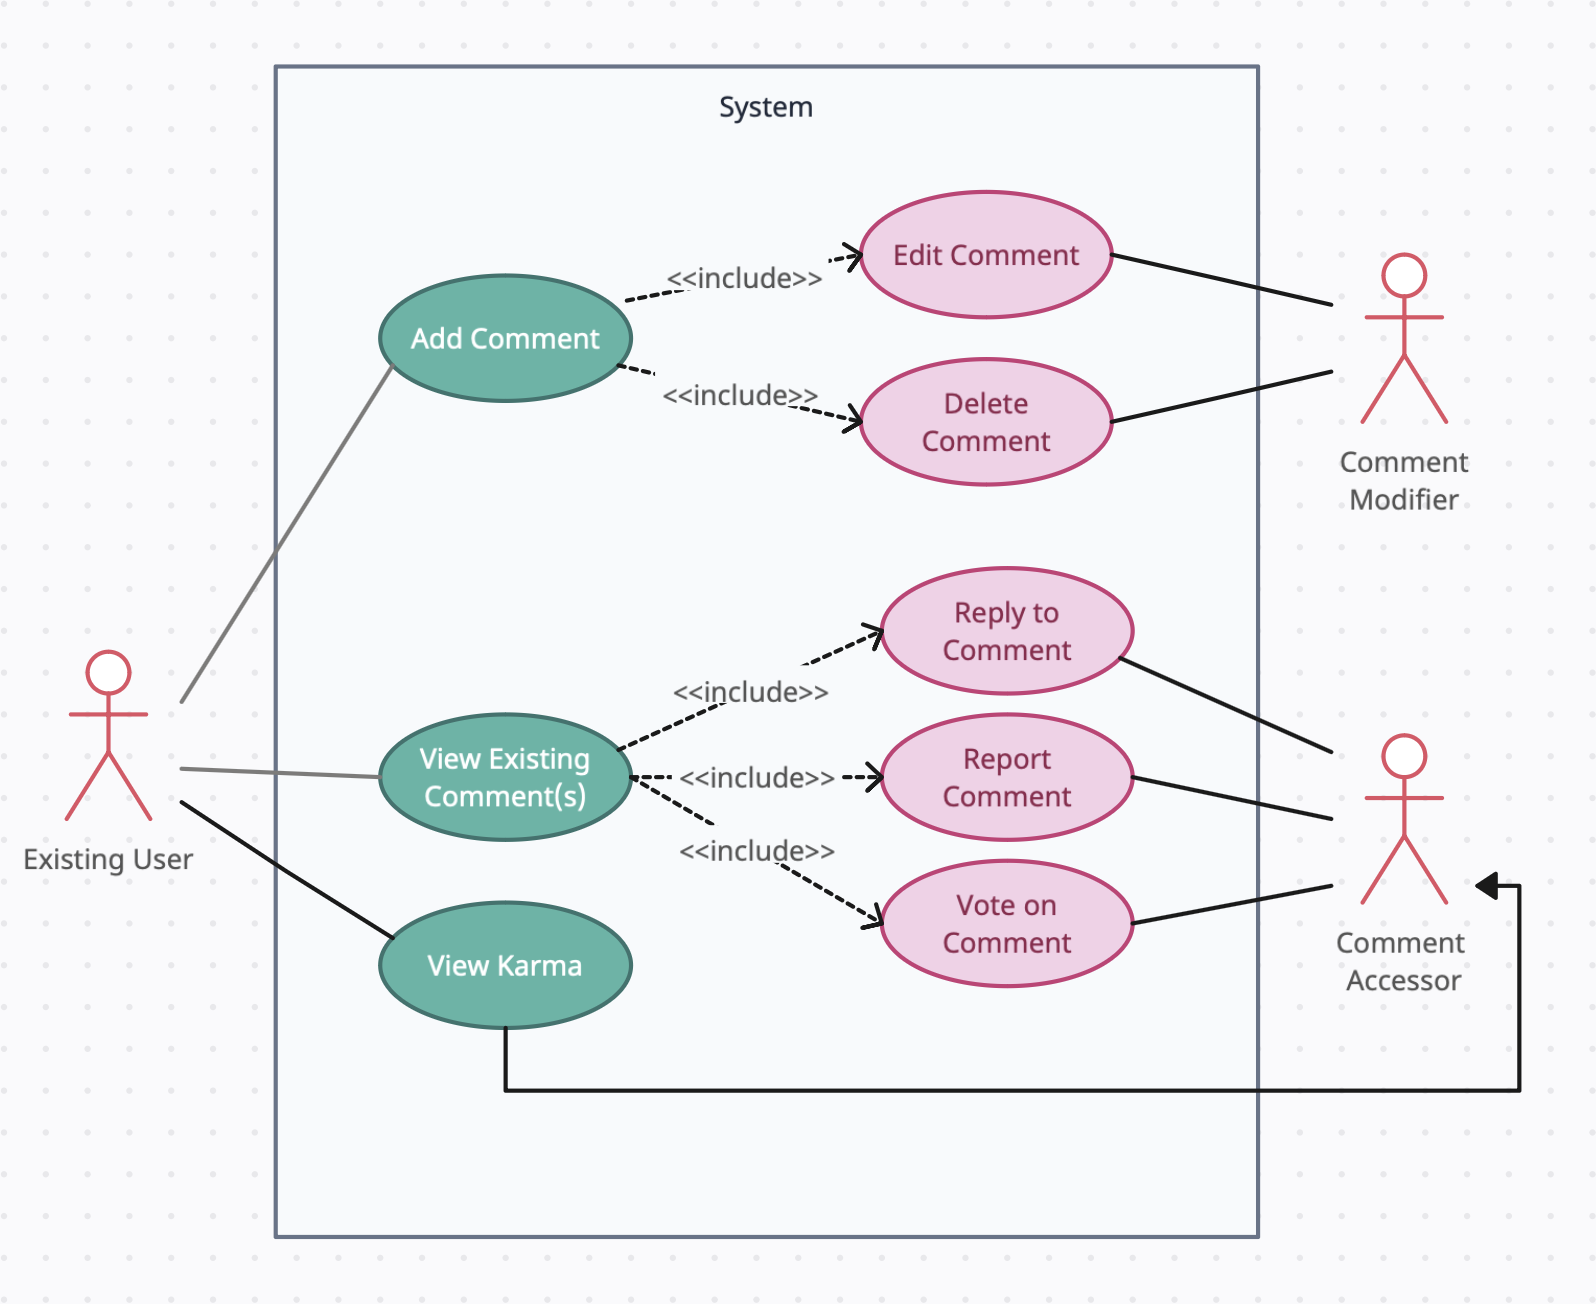 System
Edit Comment
<<include>>
Add Comment
<<include>>
Delete
Comment
Comment
Modifier
Reply to
Comment
<<include>>
View Existing
Comment(s)
<<include>>
Report
Comment
<<include>>
Existing User
Vote on
Comment
Comment
Accessor
View Karma